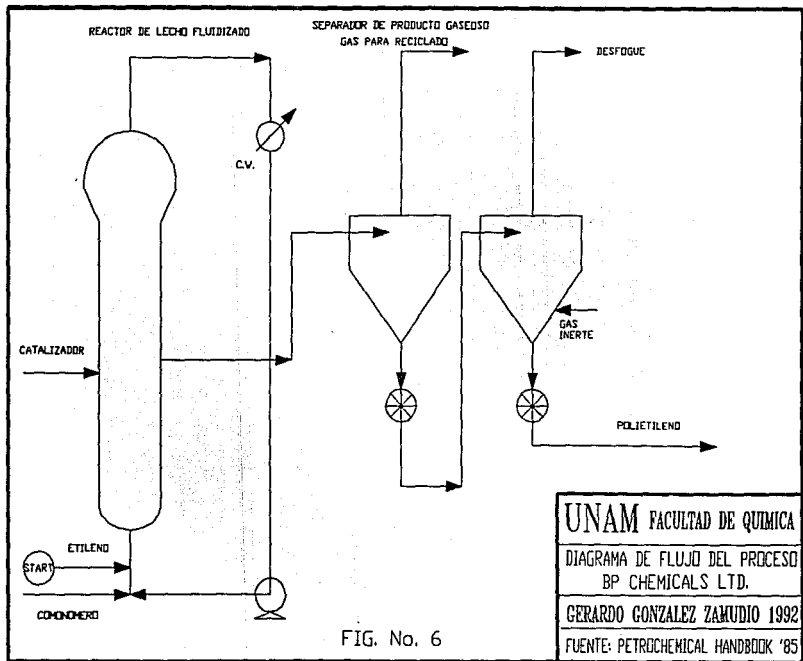 REACTOR DE LECHO FLUIDIZADO
SEPARADOR DE PRODUCTO GASEOSO
GAS PARA RECICLADO
DESFOGUE
C.W.
GAS
INERTE
CATALIZADOR
POLIETILENO
ETILENO
START
COMONOMERO
FIG. No. 6
UNAM FACULTAD DE QUIMICA
DIAGRAMA DE FLUJO DEL PROCESO
BP CHEMICALS LTD.
GERARDO GONZALEZ ZAMUDIO 1992
FUENTE: PETROCHEMICAL HANDBOOK '85